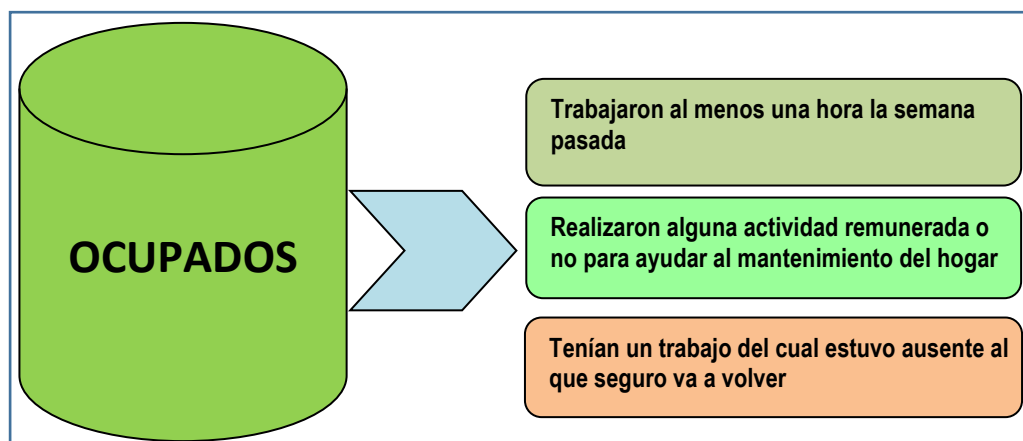 OCUPADOS
Trabajaron al menos una hora la semana
pasada
Realizaron alguna actividad remunerada o
no para ayudar al mantenimiento del hogar
Tenían un trabajo del cual estuvo ausente al
que seguro va a volver